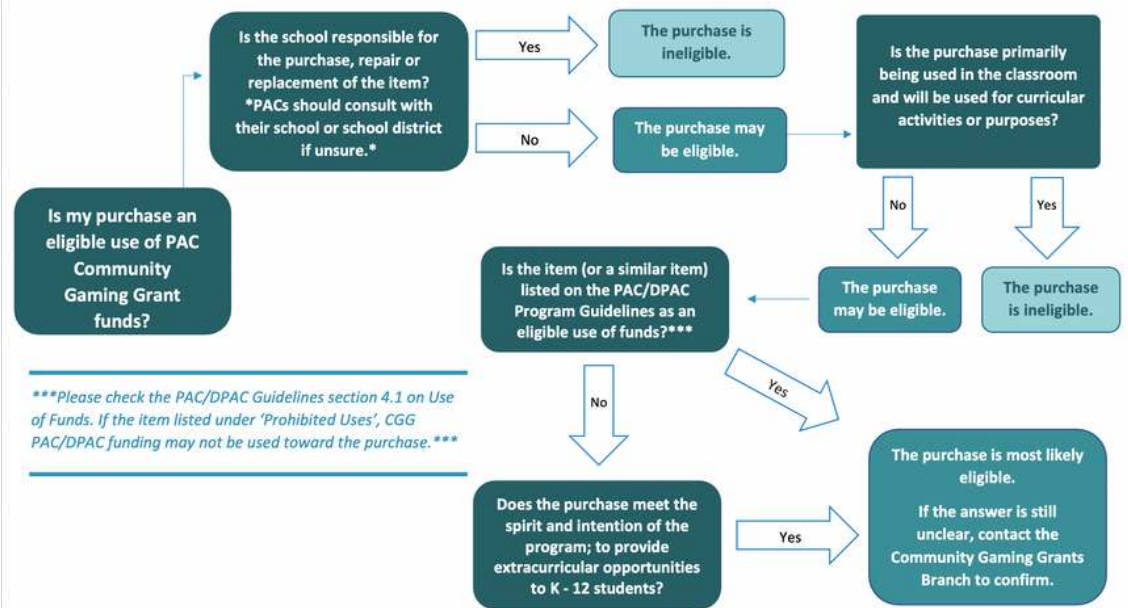 Is my purchase an
eligible use of PAC
Community
Gaming Grant
funds?
Is the school responsible for
the purchase, repair or
replacement of the item?
*PACs should consult with
their school or school district
if unsure.*
Yes
The purchase is
ineligible.
No
The purchase may
be eligible.
Is the purchase primarily
being used in the classroom
and will be used for curricular
activities or purposes?
No
Yes
The purchase
may be eligible.
The purchase
is ineligible.
Is the item (or a similar item)
listed on the PAC/DPAC
Program Guidelines as an
eligible use of funds?***
No
Yes
***Please check the PAC/DPAC Guidelines section 4.1 on Use
of Funds. If the item listed under ‘Prohibited Uses’, CGG
PAC/DPAC funding may not be used toward the purchase.***
Does the purchase meet the
spirit and intention of the
program; to provide
extracurricular opportunities
to K - 12 students?
Yes
The purchase is most likely
eligible.
If the answer is still
unclear, contact the
Community Gaming Grants
Branch to confirm.